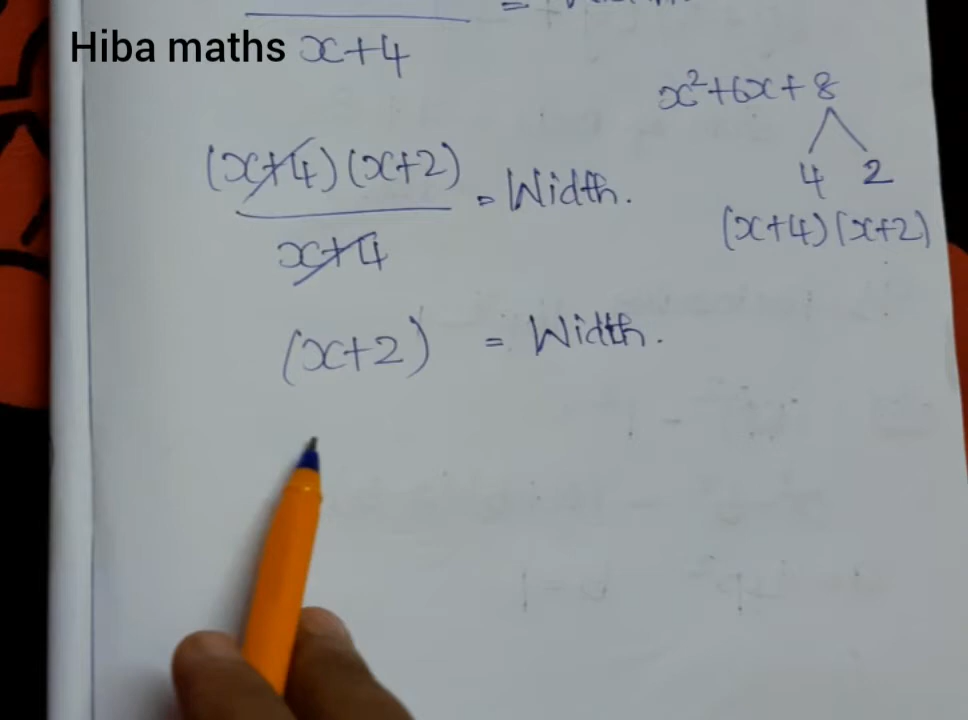 Hiba maths x+4
x²+6x+8
4 2
(x+4)(x+2)
(x+4)(x+2) = Width.
x+4
(x+2) = Width.